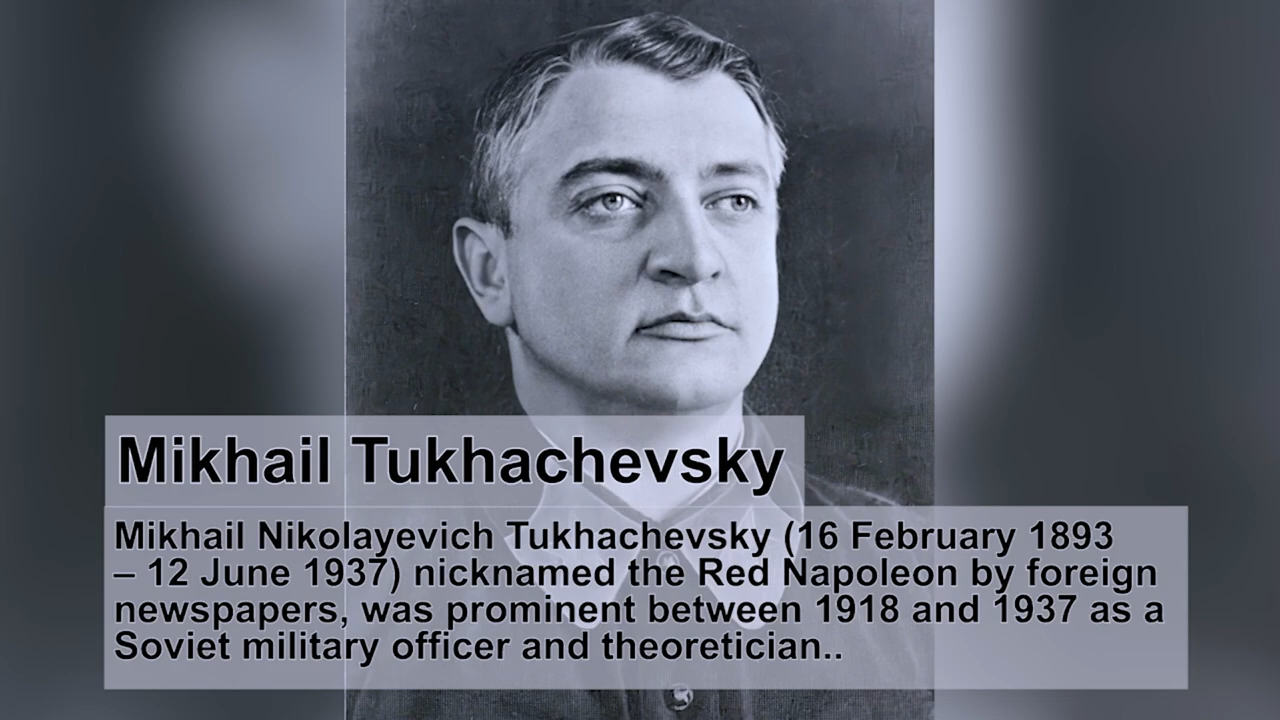 Mikhail Tukhachevsky
Mikhail Nikolayevich Tukhachevsky (16 February 1893
– 12 June 1937) nicknamed the Red Napoleon by foreign
newspapers, was prominent between 1918 and 1937 as a
Soviet military officer and theoretician..